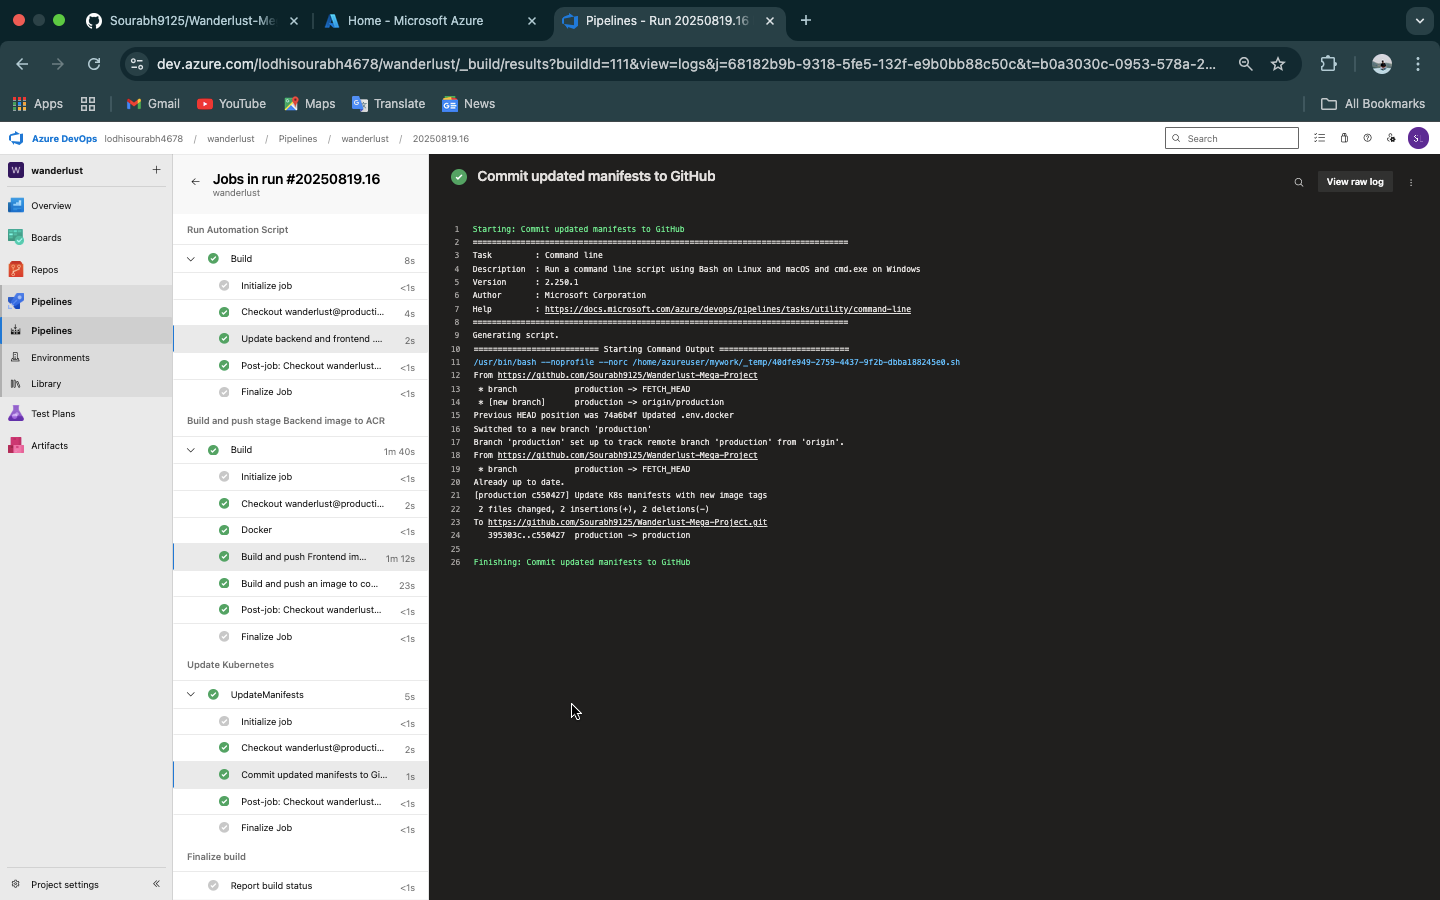 Sourabh9125/Wanderlust-Me
Home - Microsoft Azure
Pipelines - Run 20250819.16
dev.azure.com/lodhisourabh4678/wanderlust/_build/results?buildId=111&view=logs&j=68182b9b-9318-5fe5-132f-e9b0bb88c50c&t=b0a3030c-0953-578a-2...
Apps
Gmail
YouTube
Maps
Translate
News
All Bookmarks
Azure DevOps lodhisourabh4678 / wanderlust / Pipelines / wanderlust / 20250819.16
Search
SL
W wanderlust
Overview
Boards
Repos
Pipelines
Pipelines
Environments
Library
Test Plans
Artifacts
Project settings
Jobs in run #20250819.16
wanderlust
Run Automation Script
Build 8s
Initialize job <1s
Checkout wanderlust@producti... 4s
Update backend and frontend .... 2s
Post-job: Checkout wanderlust... <1s
Finalize Job <1s
Build and push stage Backend image to ACR
Build 1m 40s
Initialize job <1s
Checkout wanderlust@producti... 2s
Docker <1s
Build and push Frontend im... 1m 12s
Build and push an image to co... 23s
Post-job: Checkout wanderlust... <1s
Finalize Job <1s
Update Kubernetes
UpdateManifests 5s
Initialize job <1s
Checkout wanderlust@producti... 2s
Commit updated manifests to Gi... 1s
Post-job: Checkout wanderlust... <1s
Finalize Job <1s
Finalize build
Report build status <1s
Commit updated manifests to GitHub
View raw log
1 Starting: Commit updated manifests to GitHub
2 ==============================================================================
3 Task : Command line
4 Description : Run a command line script using Bash on Linux and macOS and cmd.exe on Windows
5 Version : 2.250.1
6 Author : Microsoft Corporation
7 Help : https://docs.microsoft.com/azure/devops/pipelines/tasks/utility/command-line
8 ==============================================================================
9 Generating script.
10 ========================== Starting Command Output ===========================
11 /usr/bin/bash --noprofile --norc /home/azureuser/mywork/_temp/40dfe949-2759-4437-9f2b-dbba188245e0.sh
12 From https://github.com/Sourabh9125/Wanderlust-Mega-Project
13 * branch production -> FETCH_HEAD
14 * [new branch] production -> origin/production
15 Previous HEAD position was 74a6b4f Updated .env.docker
16 Switched to a new branch 'production'
17 Branch 'production' set up to track remote branch 'production' from 'origin'.
18 From https://github.com/Sourabh9125/Wanderlust-Mega-Project
19 * branch production -> FETCH_HEAD
20 Already up to date.
21 [production c550427] Update K8s manifests with new image tags
22 2 files changed, 2 insertions(+), 2 deletions(-)
23 To https://github.com/Sourabh9125/Wanderlust-Mega-Project.git
24 395303c..c550427 production -> production
25
26 Finishing: Commit updated manifests to GitHub